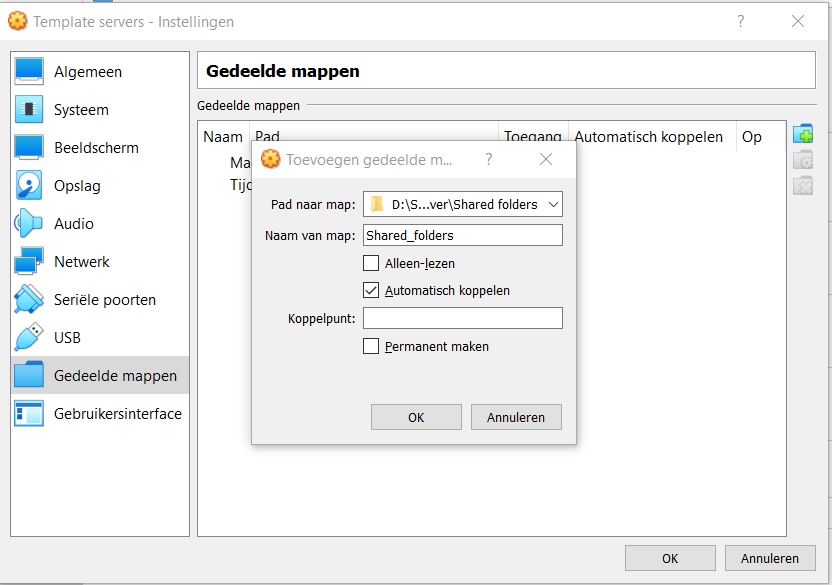 Template servers - Instellingen
?
Algemeen
Systeem
Beeldscherm
Opslag
Audio
Netwerk
Seriële poorten
USB
Gedeelde mappen
Gebruikersinterface
Gedeelde mappen
Gedeelde mappen
Naam Pad Toegang Automatisch koppelen Op
Ma
Tijd
Toevoegen gedeelde m... ?
Pad naar map: D:\S...ver\Shared folders
Naam van map: Shared_folders
Alleen-lezen
Automatisch koppelen
Koppelpunt:
Permanent maken
OK Annuleren
OK Annuleren